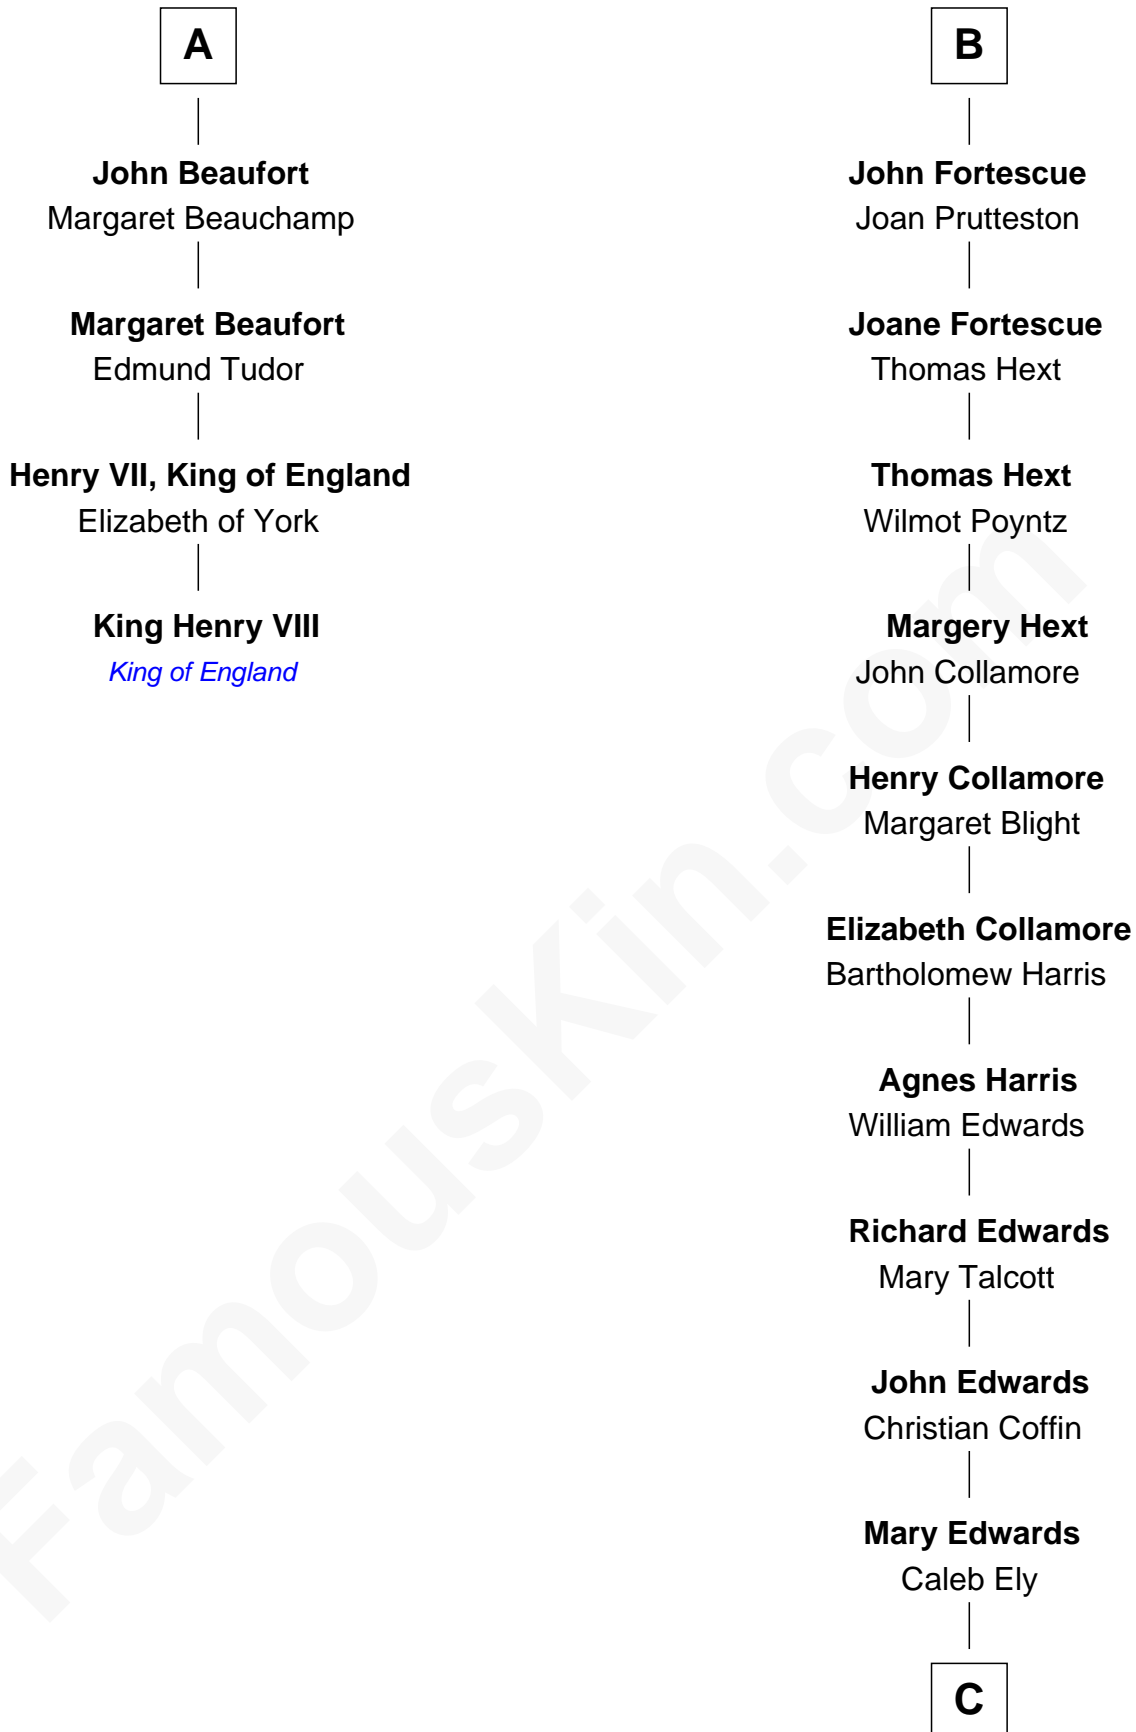 A
John Beaufort
Margaret Beauchamp
Margaret Beaufort
Edmund Tudor
Henry VII, King of England
Elizabeth of York
King Henry VIII
King of England
B
John Fortescue
Joan Prutteston
Joane Fortescue
Thomas Hext
Thomas Hext
Wilmot Poyntz
Margery Hext
John Collamore
Henry Collamore
Margaret Blight
Elizabeth Collamore
Bartholomew Harris
Agnes Harris
William Edwards
Richard Edwards
Mary Talcott
John Edwards
Christian Coffin
Mary Edwards
Caleb Ely
C
FamousKin.com